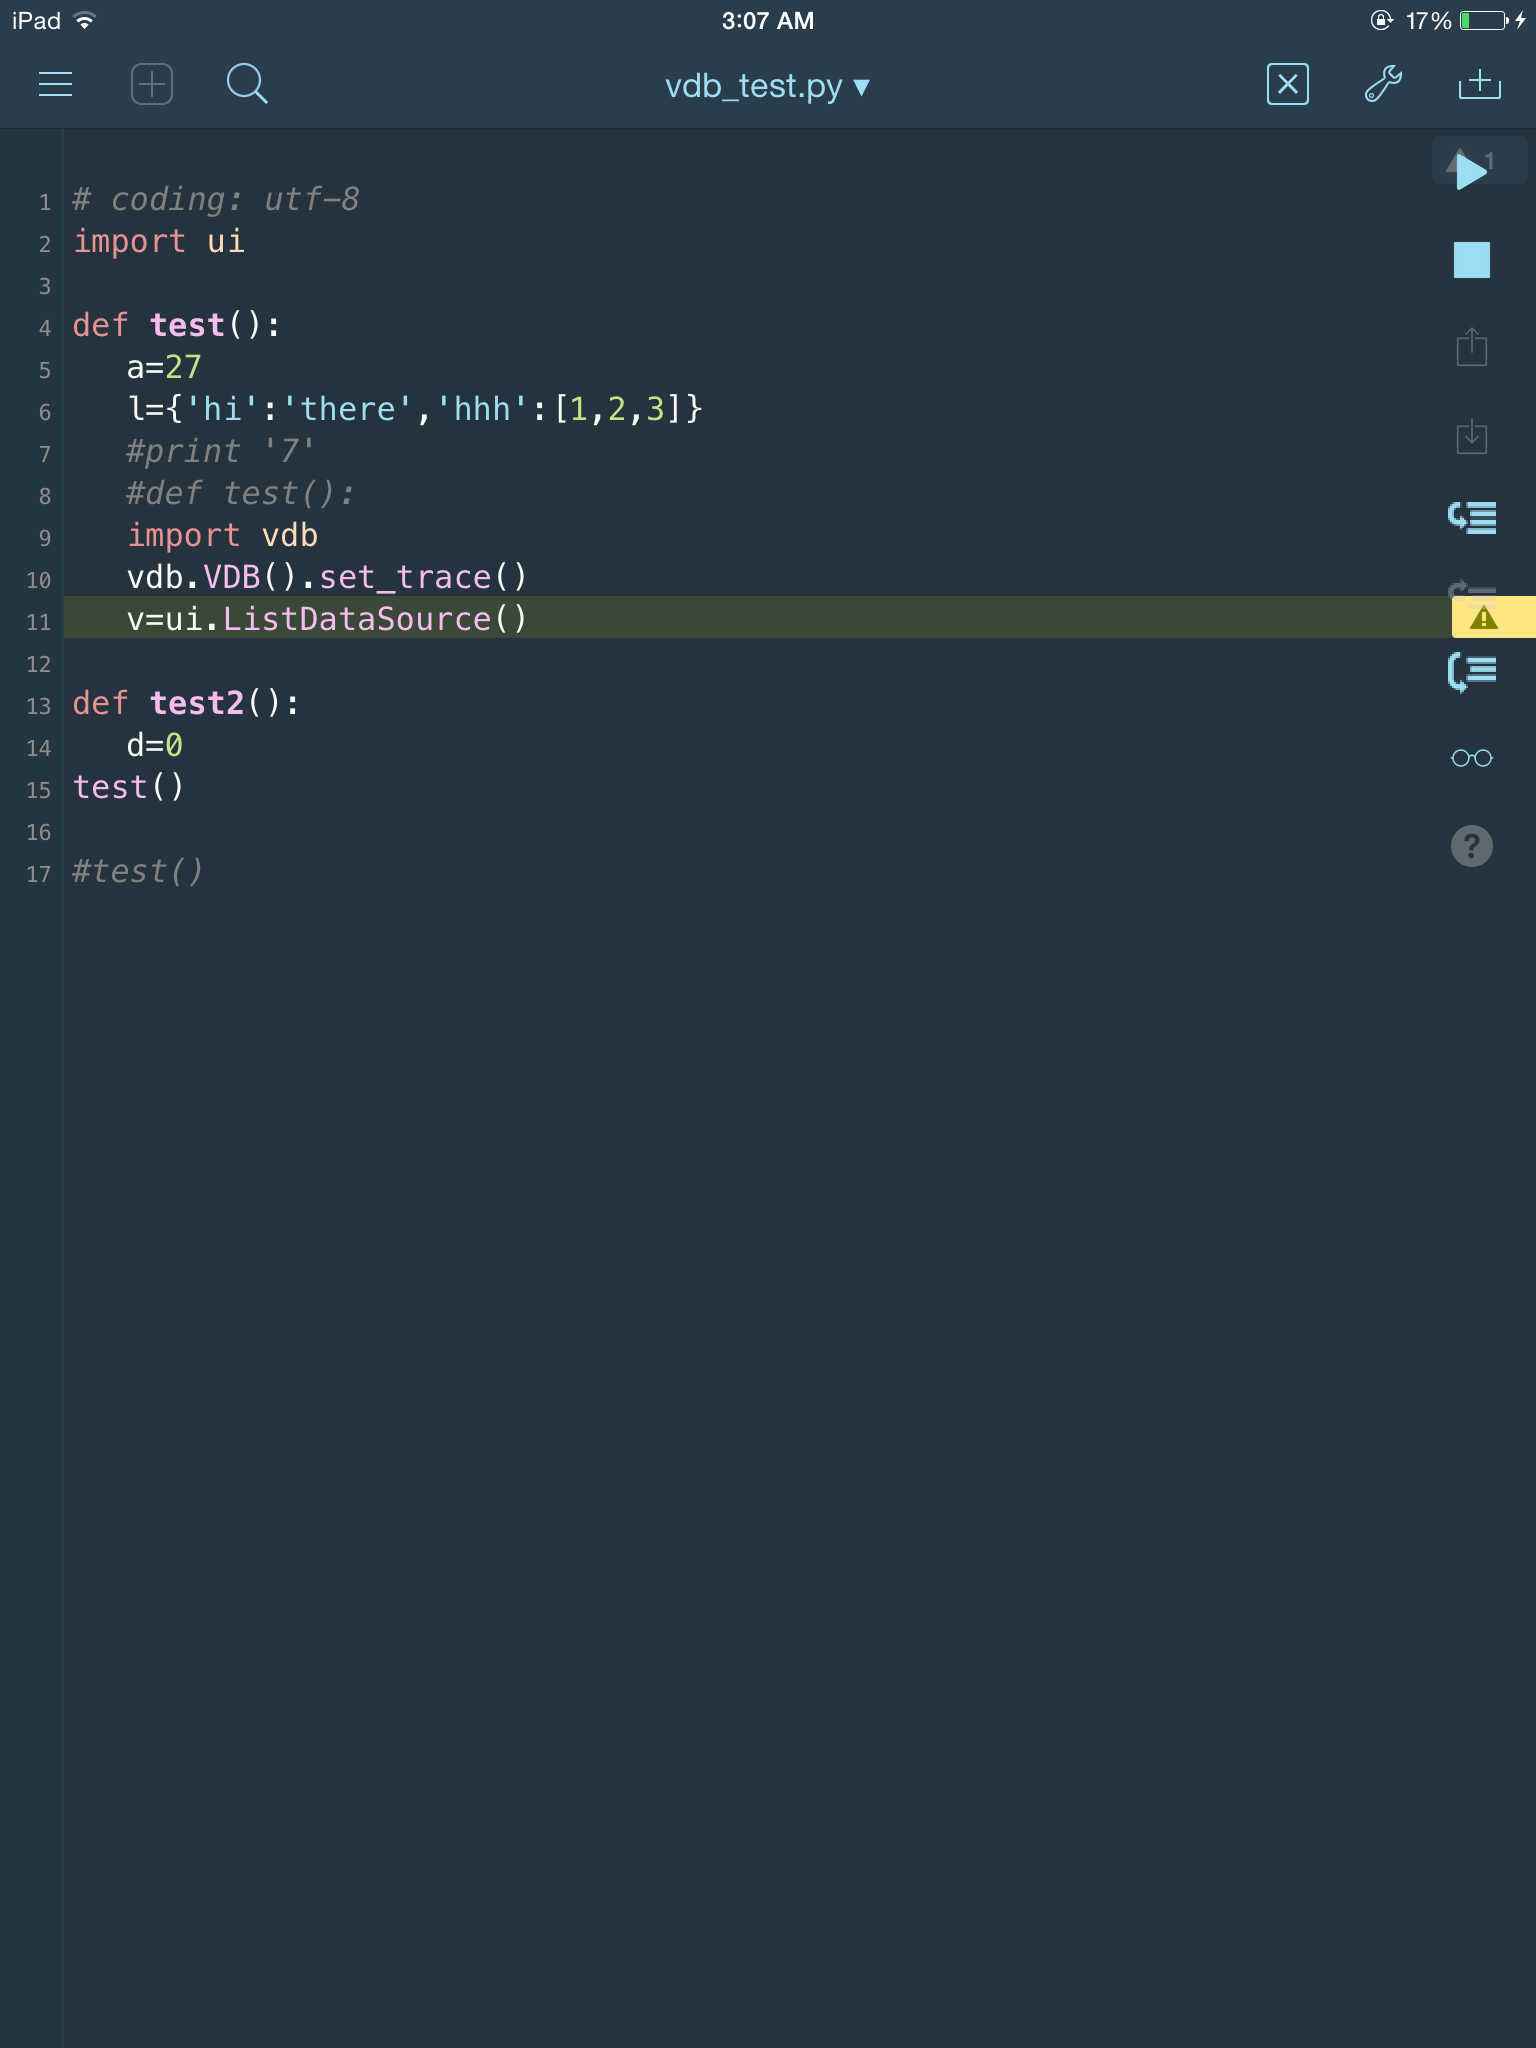 iPad 3:07 AM 17%
vdb_test.py ▾
1
1 # coding: utf-8
2 import ui
3
4 def test():
5 a=27
6 l={'hi':'there','hhh':[1,2,3]}
7 #print '7'
8 #def test():
9 import vdb
10 vdb.VDB().set_trace()
11 v=ui.ListDataSource()
12
13 def test2():
14 d=0
15 test()
16
17 #test()
?